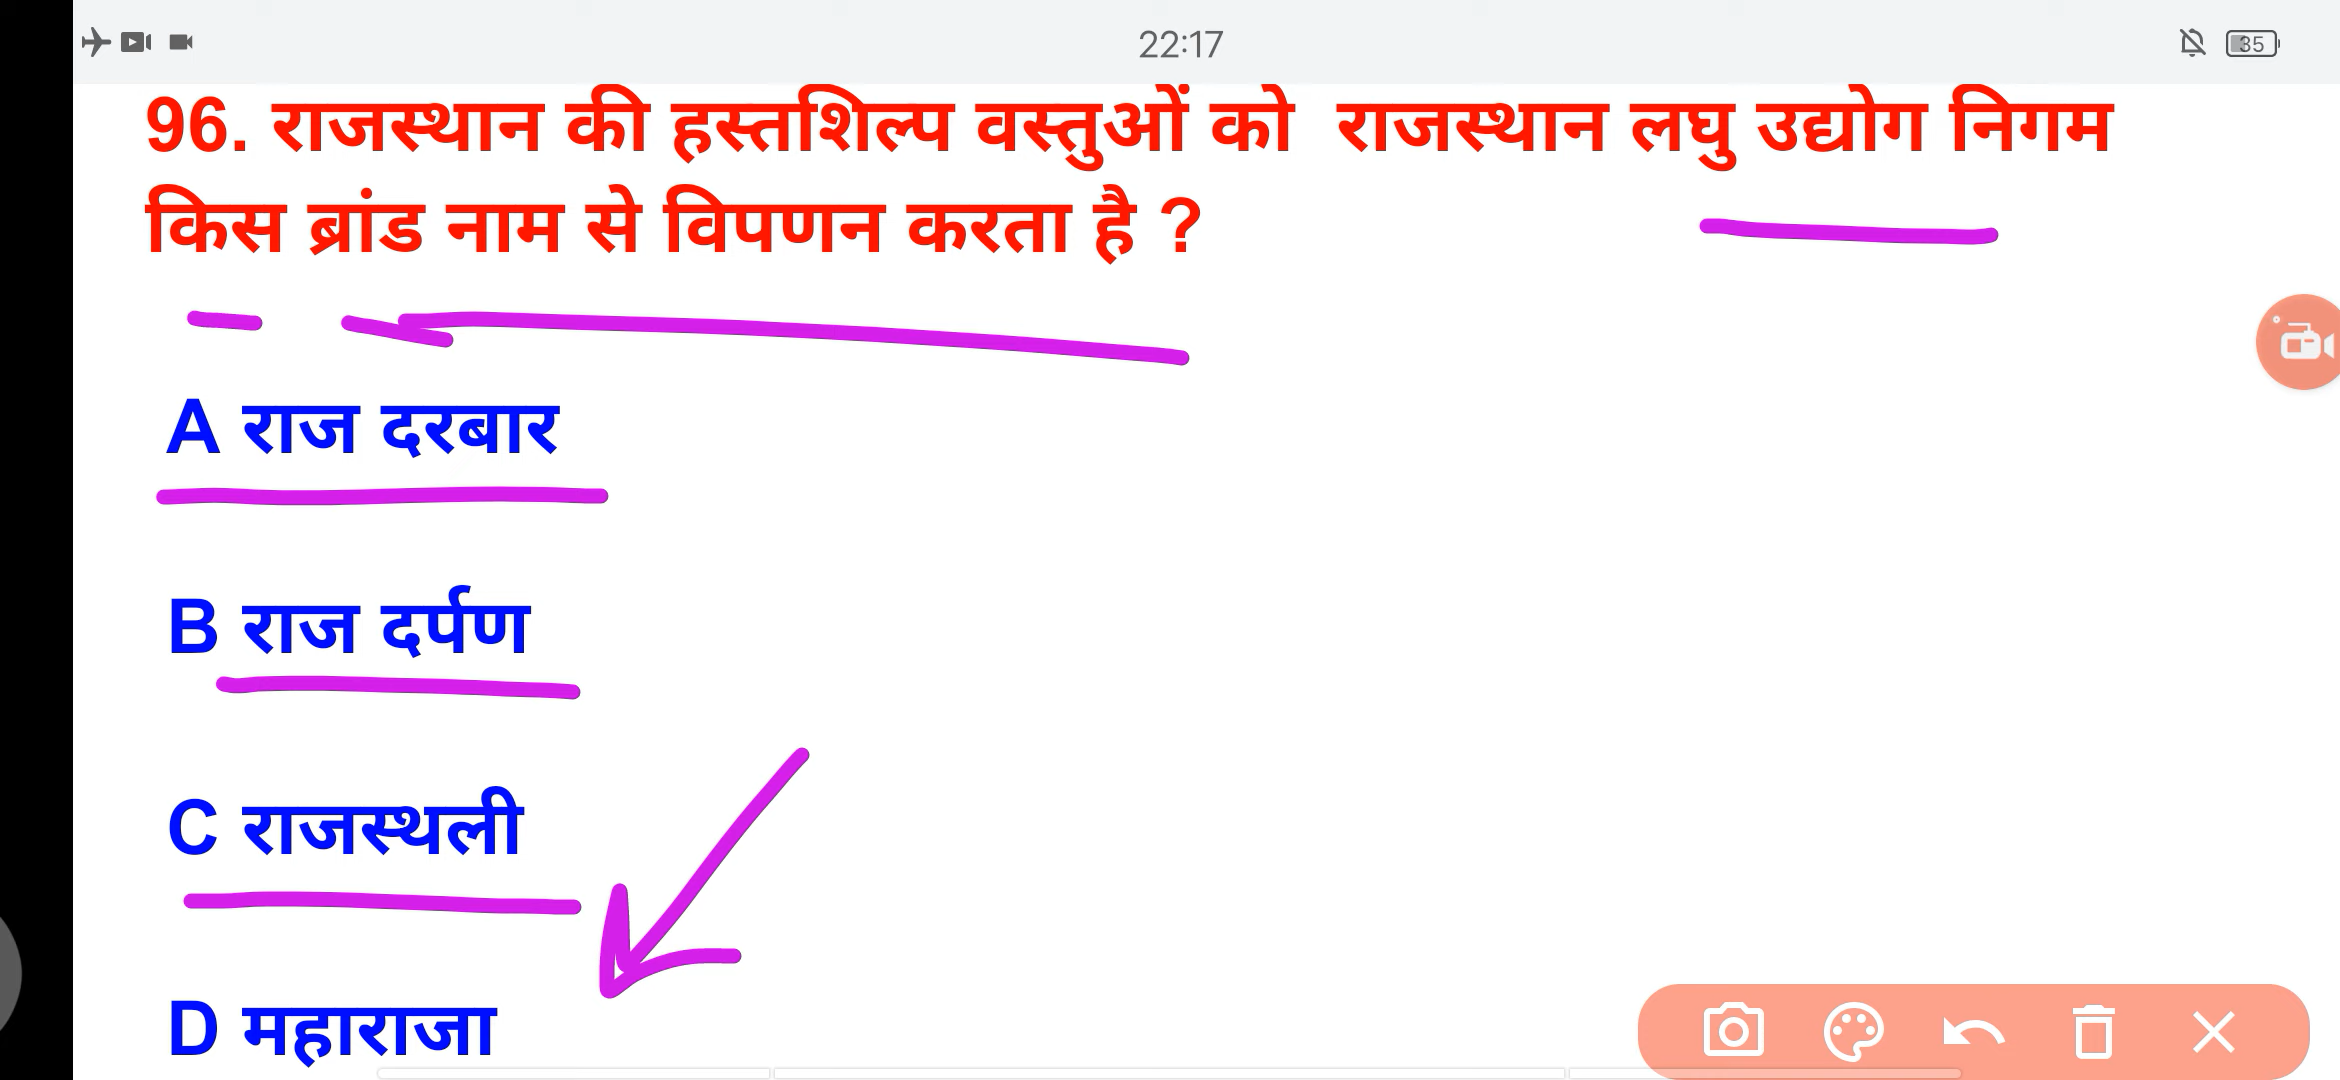 22:17
35
96. राजस्थान की हस्तशिल्प वस्तुओं को राजस्थान लघु उद्योग निगम
किस ब्रांड नाम से विपणन करता है ?
A राज दरबार
B राज दर्पण
C राजस्थली
D महाराजा